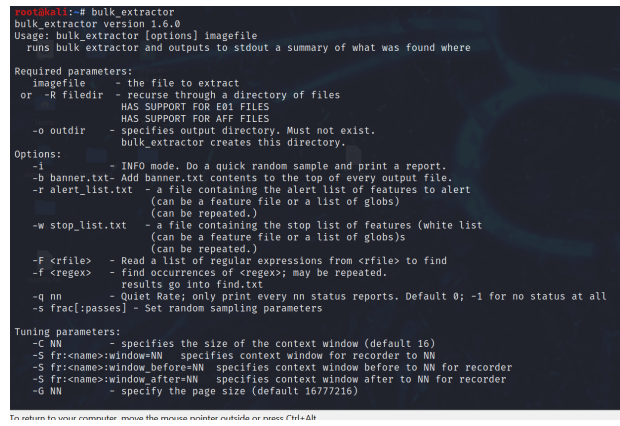 root@kali:~# bulk_extractor
bulk_extractor version 1.6.0
Usage: bulk_extractor [options] imagefile
  runs bulk extractor and outputs to stdout a summary of what was found where

Required parameters:
   imagefile     - the file to extract
 or  -R filedir  - recurse through a directory of files
                  HAS SUPPORT FOR E01 FILES
                  HAS SUPPORT FOR AFF FILES
   -o outdir    - specifies output directory. Must not exist.
                  bulk_extractor creates this directory.
Options:
   -i           - INFO mode. Do a quick random sample and print a report.
   -b banner.txt- Add banner.txt contents to the top of every output file.
   -r alert_list.txt  - a file containing the alert list of features to alert
                       (can be a feature file or a list of globs)
                       (can be repeated.)
   -w stop_list.txt   - a file containing the stop list of features (white list
                       (can be a feature file or a list of globs)s
                       (can be repeated.)
   -F <rfile>   - Read a list of regular expressions from <rfile> to find
   -f <regex>   - find occurrences of <regex>; may be repeated.
                  results go into find.txt
   -q nn        - Quiet Rate; only print every nn status reports. Default 0; -1 for no status at all
   -s frac[:passes] - Set random sampling parameters

Tuning parameters:
   -C NN        - specifies the size of the context window (default 16)
   -S fr:<name>:window=NN   specifies context window for recorder to NN
   -S fr:<name>:window_before=NN  specifies context window before to NN for recorder
   -S fr:<name>:window_after=NN   specifies context window after to NN for recorder
   -G NN        - specify the page size (default 16777216)
To return to your computer, move the mouse pointer outside or press Ctrl+Alt.